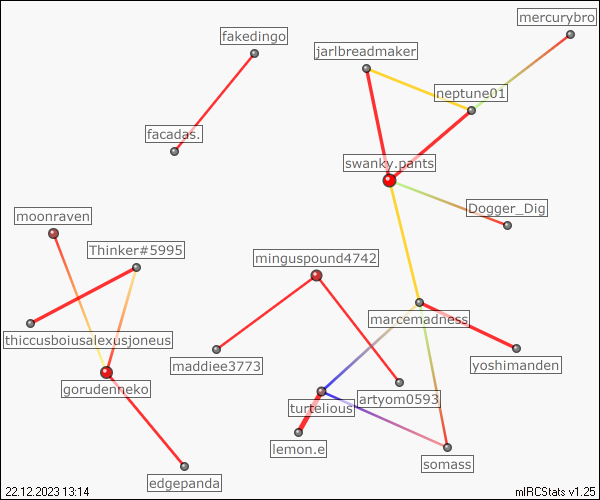 mercurybro
fakedingo
jarlbreadmaker
neptune01
facadas.
swanky.pants
Dogger_Dig
moonraven
Thinker#5995
minguspound4742
marcemadness
thiccusboiusalexusjoneus
maddiee3773
yoshimanden
gorudenneko
artyom0593
turtelious
lemon.e
somass
edgepanda
22.12.2023 13:14
mIRCStats v1.25